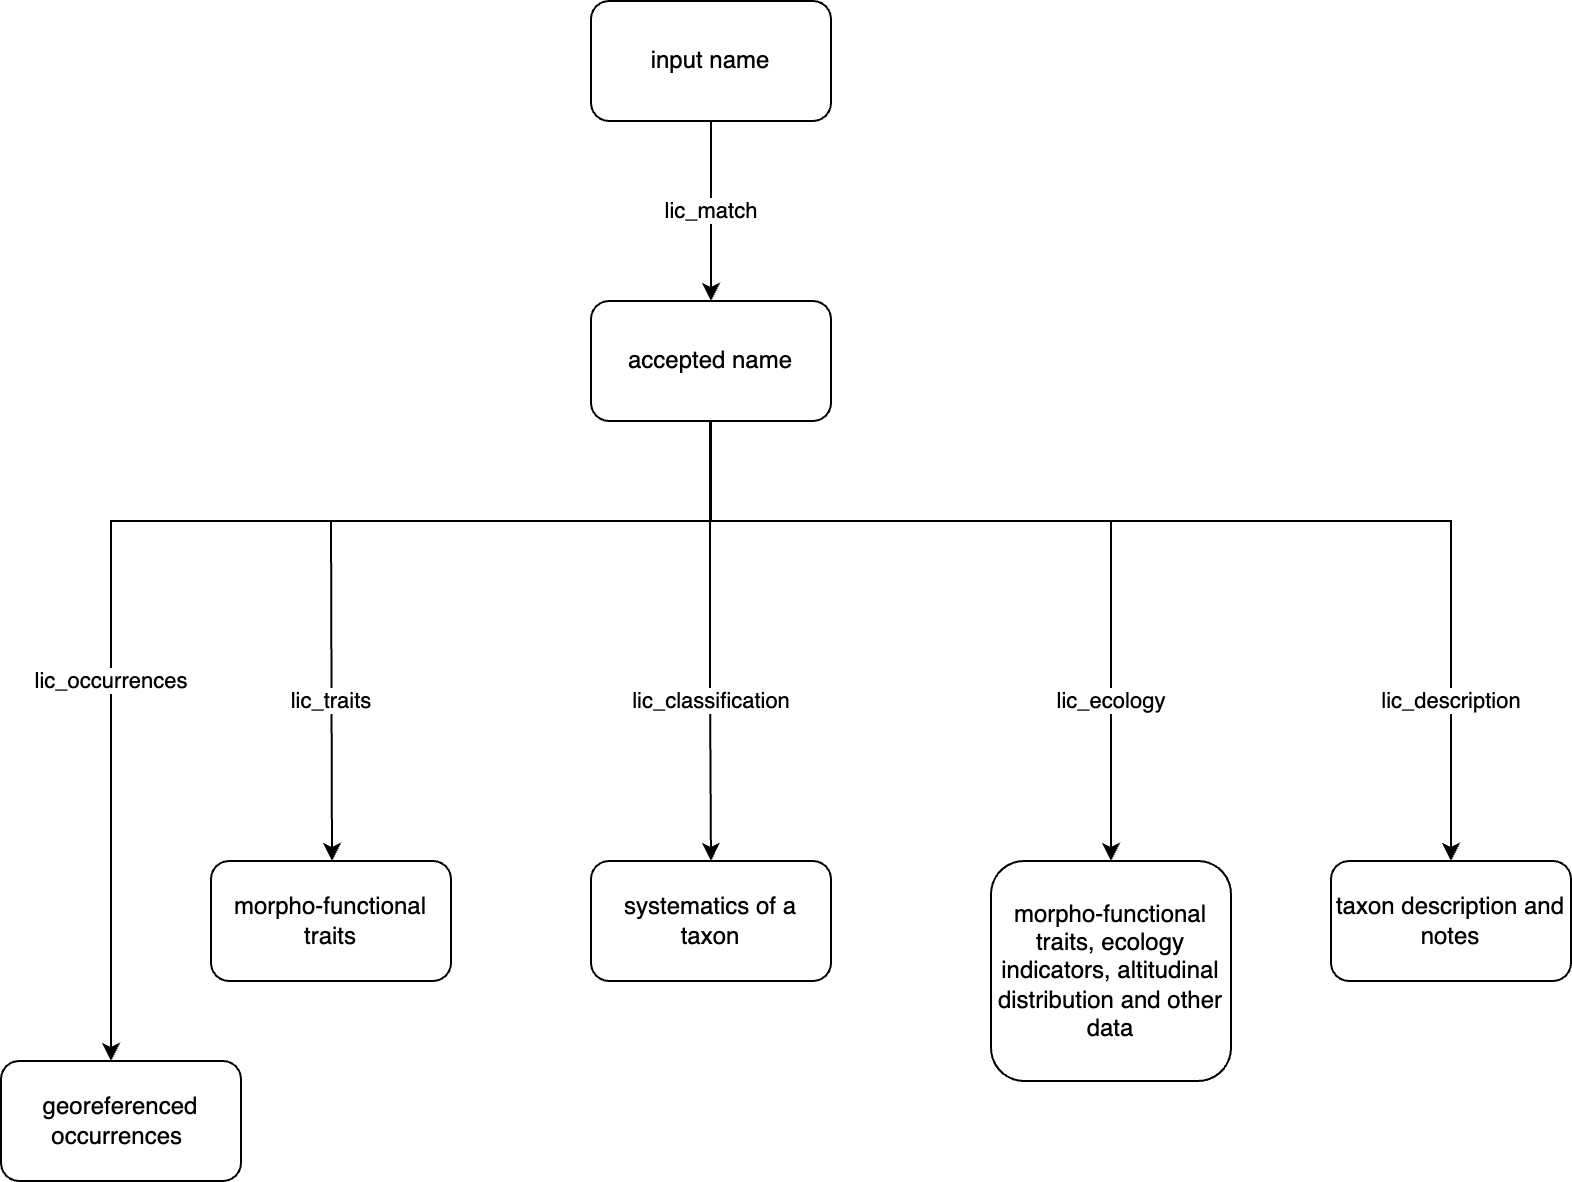 input name
lic_match
accepted name
lic_occurrences
lic_traits
lic_classification
lic_ecology
lic_description
morpho-functional
traits
systematics of a
taxon
morpho-functional
traits, ecology
indicators, altitudinal
distribution and other
data
taxon description and
notes
georeferenced
occurrences